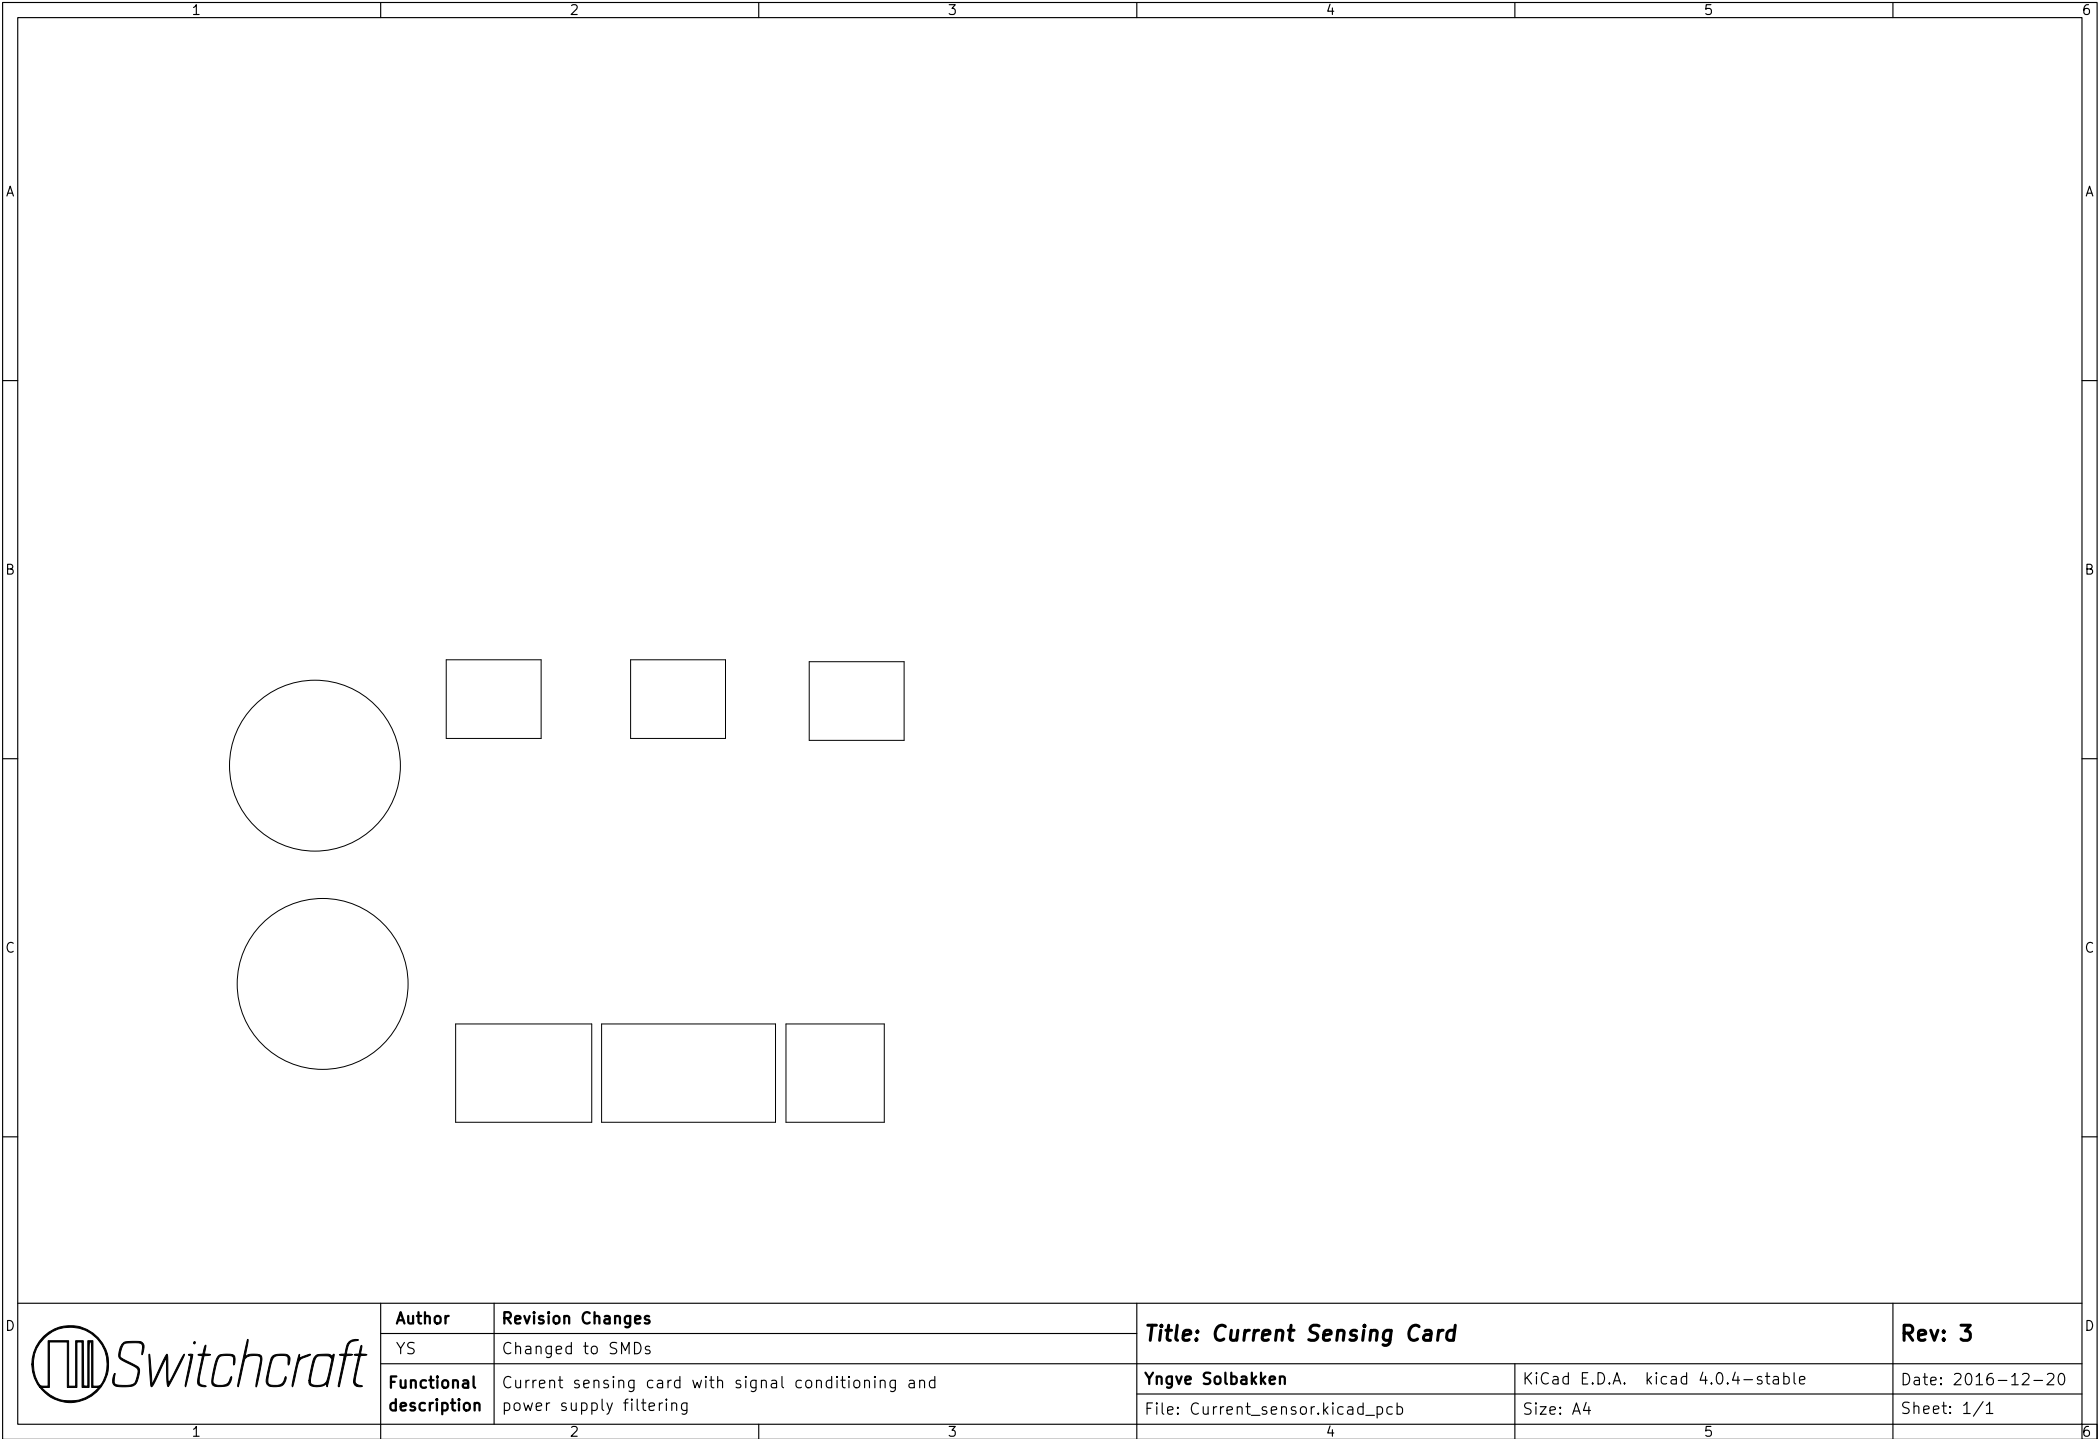 1 2 3 4 5 6
A A
B B
C C
D D
Switchcraft
Author Revision Changes
YS Changed to SMDs
Functional description
Current sensing card with signal conditioning and
power supply filtering
Title: Current Sensing Card
Rev: 3
Yngve Solbakken
KiCad E.D.A. kicad 4.0.4-stable
Date: 2016-12-20
File: Current_sensor.kicad_pcb
Size: A4
Sheet: 1/1
1 2 3 4 5 6